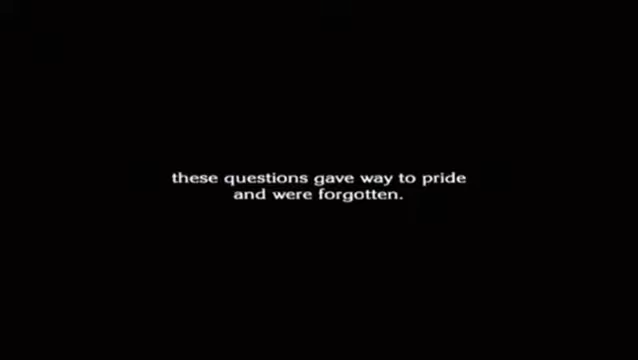 these questions gave way to pride
and were forgotten.